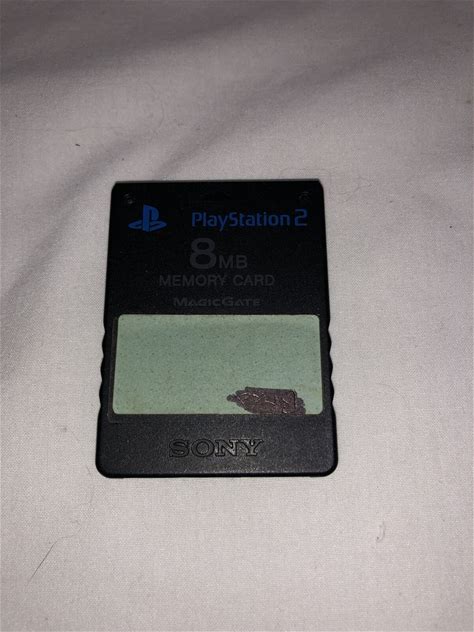 PlayStation 2
8MB
MEMORY CARD
MAGICGATE
SONY